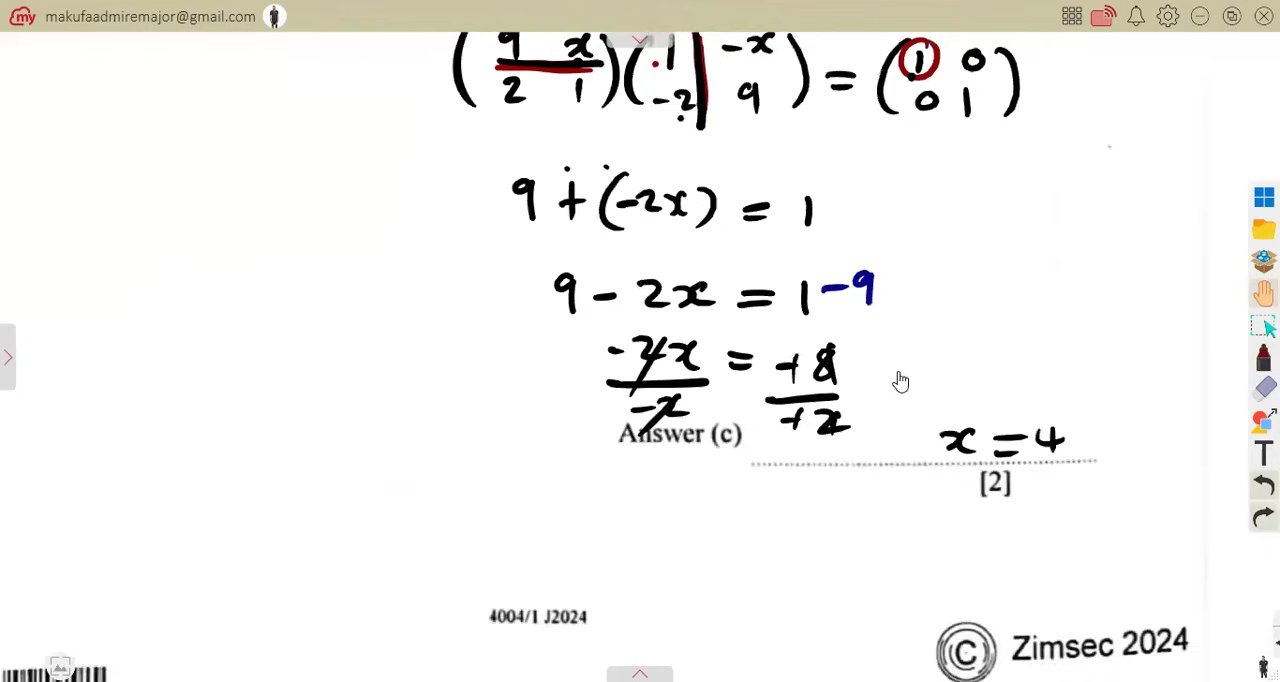 makufaadmiremajor@gmail.com
( 9 x ) ( 1 -x ) = ( 1 0 )
( 2 1 ) ( -2 9 ) ( 0 1 )
9 + (-2x) = 1
9 - 2x = 1 -9
-2x = +8
-2 +2
Answer (c) x = 4
[2]
4004/1 J2024
© Zimsec 2024